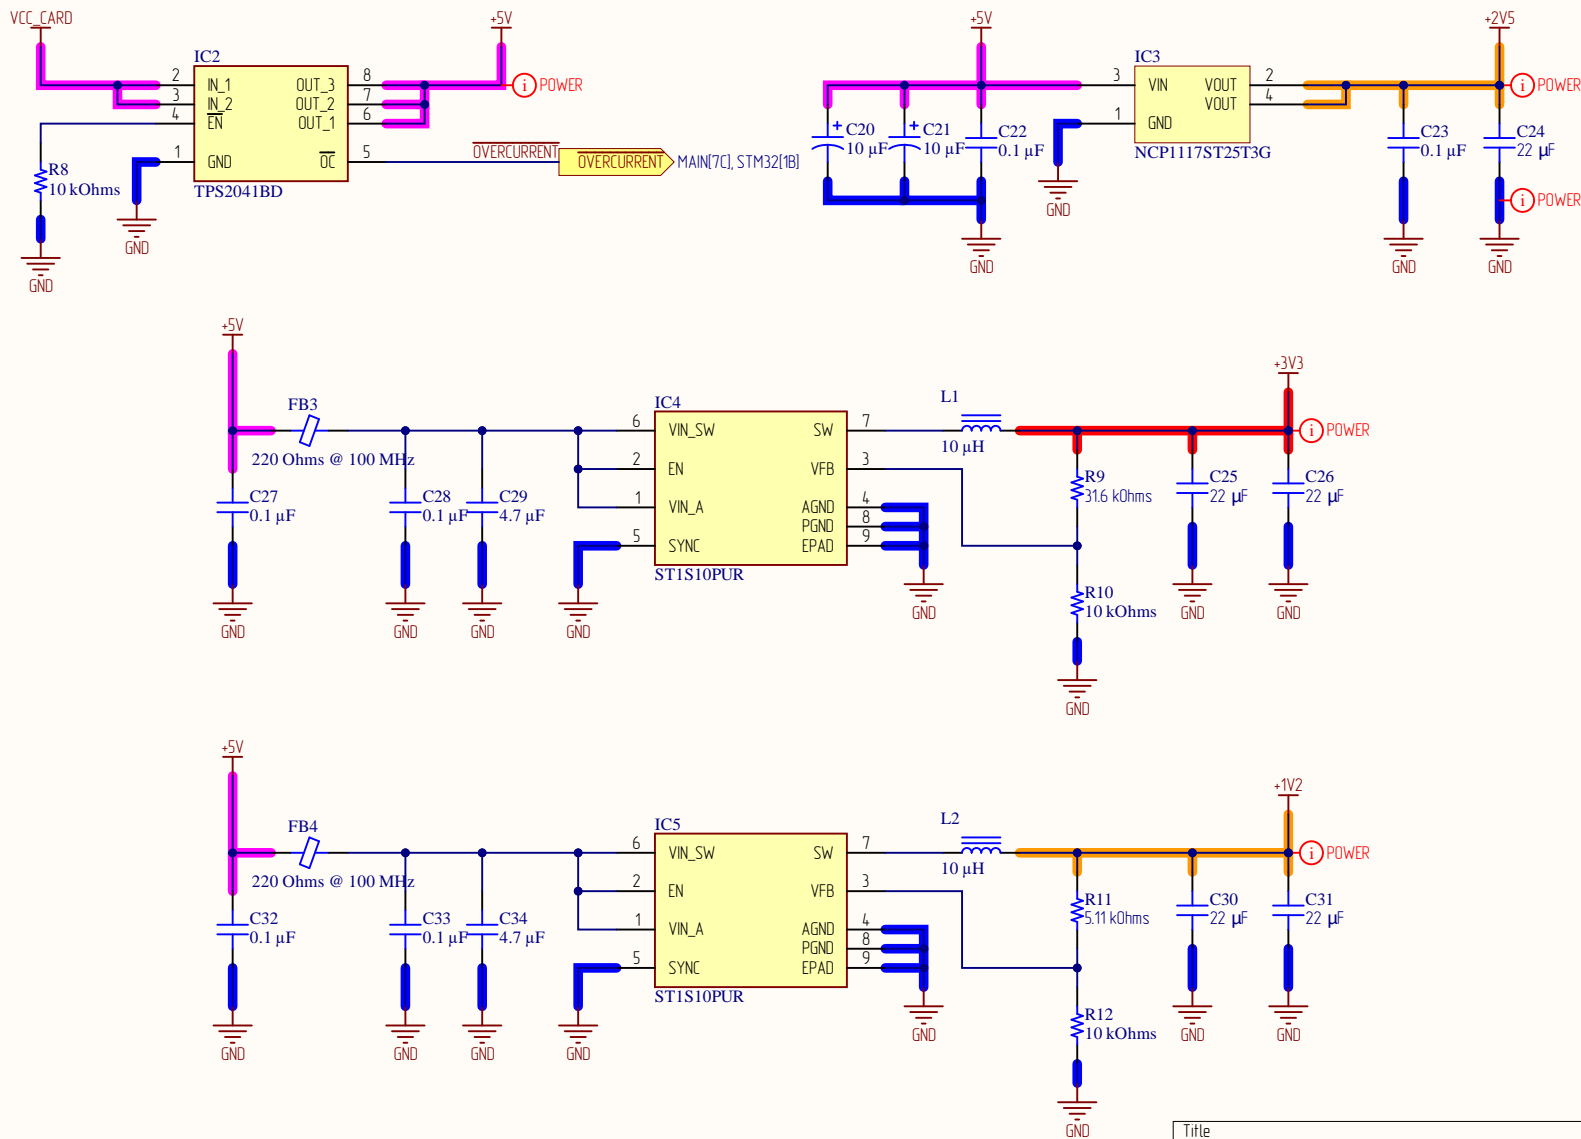 VCC_CARD
+5V
IC2
2 IN_1 OUT_3 8 POWER
3 IN_2 OUT_2 7
4 EN OUT_1 6
1 GND OC 5
OVERCURRENT
OVERCURRENT MAIN[7C], STM32[1B]
TPS2041BD
R8
10 kOhms
GND
GND
+5V
+2V5
IC3
3 VIN VOUT 2 POWER
VOUT 4
1 GND
NCP1117ST25T3G
C20
10 µF
C21
10 µF
C22
0.1 µF
C23
0.1 µF
C24
22 µF
POWER
GND
GND
GND
GND
+5V
FB3
220 Ohms @ 100 MHz
C27
0.1 µF
C28
0.1 µF
C29
4.7 µF
IC4
6 VIN_SW SW 7
2 EN VFB 3
1 VIN_A AGND 4
PGND 8
5 SYNC EPAD 9
ST1S10PUR
L1
10 µH
+3V3
POWER
R9
31.6 kOhms
C25
22 µF
C26
22 µF
R10
10 kOhms
GND
GND
GND
GND
GND
GND
GND
GND
+5V
FB4
220 Ohms @ 100 MHz
C32
0.1 µF
C33
0.1 µF
C34
4.7 µF
IC5
6 VIN_SW SW 7
2 EN VFB 3
1 VIN_A AGND 4
PGND 8
5 SYNC EPAD 9
ST1S10PUR
L2
10 µH
+1V2
POWER
R11
5.11 kOhms
C30
22 µF
C31
22 µF
R12
10 kOhms
GND
GND
GND
GND
GND
GND
GND
GND
Title